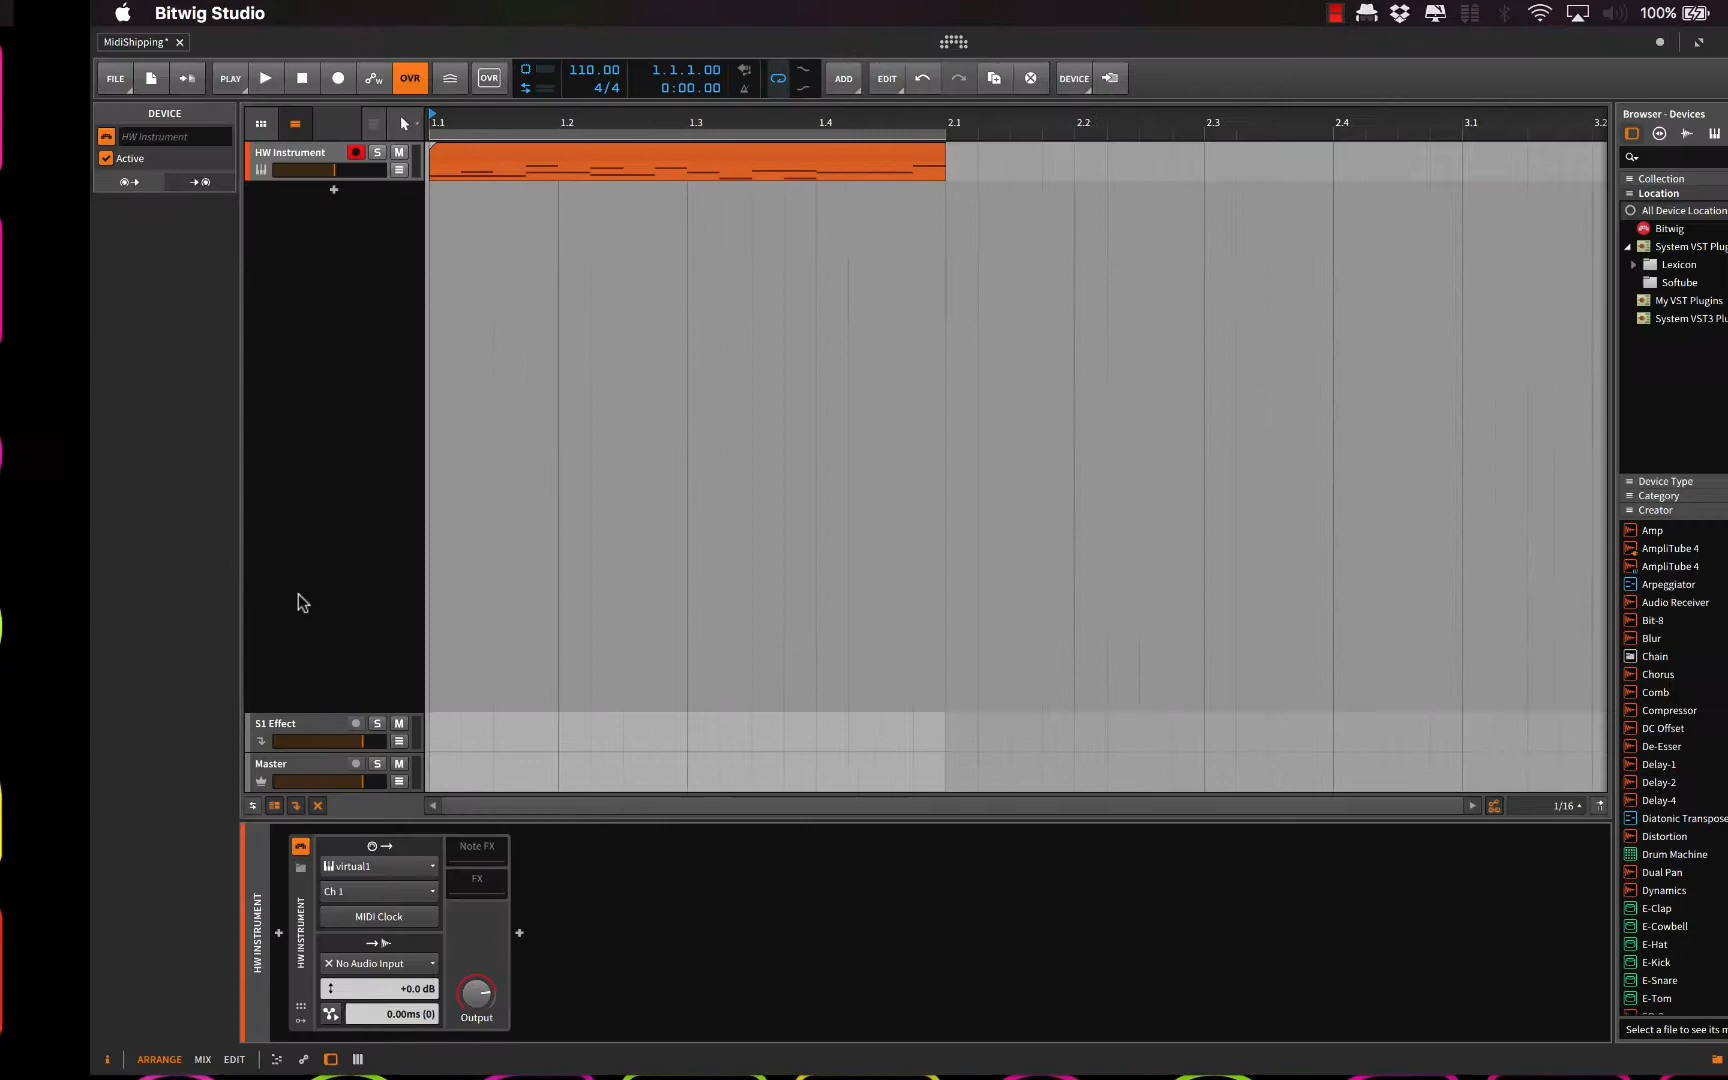 Bitwig Studio
100%
MidiShipping*
FILE
PLAY
OVR
OVR
110.00
4/4
1.1.1.00
0:00.00
ADD
EDIT
DEVICE
DEVICE
HW Instrument
Active
HW Instrument
S
M
1.1
1.2
1.3
1.4
2.1
2.2
2.3
2.4
3.1
3.2
Browser - Devices
Collection
Location
All Device Location
Bitwig
System VST Plug
Lexicon
Softube
My VST Plugins
System VST3 Plu
Device Type
Category
Creator
Amp
AmpliTube 4
AmpliTube 4
Arpeggiator
Audio Receiver
Bit-8
Blur
Chain
Chorus
Comb
Compressor
DC Offset
De-Esser
Delay-1
Delay-2
Delay-4
Diatonic Transpose
Distortion
Drum Machine
Dual Pan
Dynamics
E-Clap
E-Cowbell
E-Hat
E-Kick
E-Snare
E-Tom
Select a file to see its m
S1 Effect
S
M
Master
S
M
1/16
HW INSTRUMENT
HW INSTRUMENT
virtual1
Ch 1
MIDI Clock
No Audio Input
+0.0 dB
0.00ms (0)
Note FX
FX
Output
i
ARRANGE
MIX
EDIT